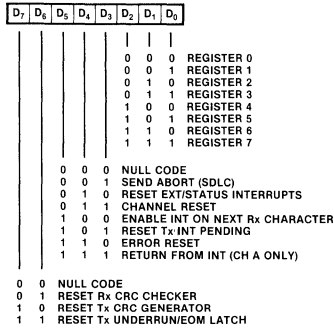 D7 D6 D5 D4 D3 D2 D1 D0
0 0 0 REGISTER 0
0 0 1 REGISTER 1
0 1 0 REGISTER 2
0 1 1 REGISTER 3
1 0 0 REGISTER 4
1 0 1 REGISTER 5
1 1 0 REGISTER 6
1 1 1 REGISTER 7
0 0 0 NULL CODE
0 0 1 SEND ABORT (SDLC)
0 1 0 RESET EXT/STATUS INTERRUPTS
0 1 1 CHANNEL RESET
1 0 0 ENABLE INT ON NEXT Rx CHARACTER
1 0 1 RESET Tx INT PENDING
1 1 0 ERROR RESET
1 1 1 RETURN FROM INT (CH A ONLY)
0 0 NULL CODE
0 1 RESET Rx CRC CHECKER
1 0 RESET Tx CRC GENERATOR
1 1 RESET Tx UNDERRUN/EOM LATCH